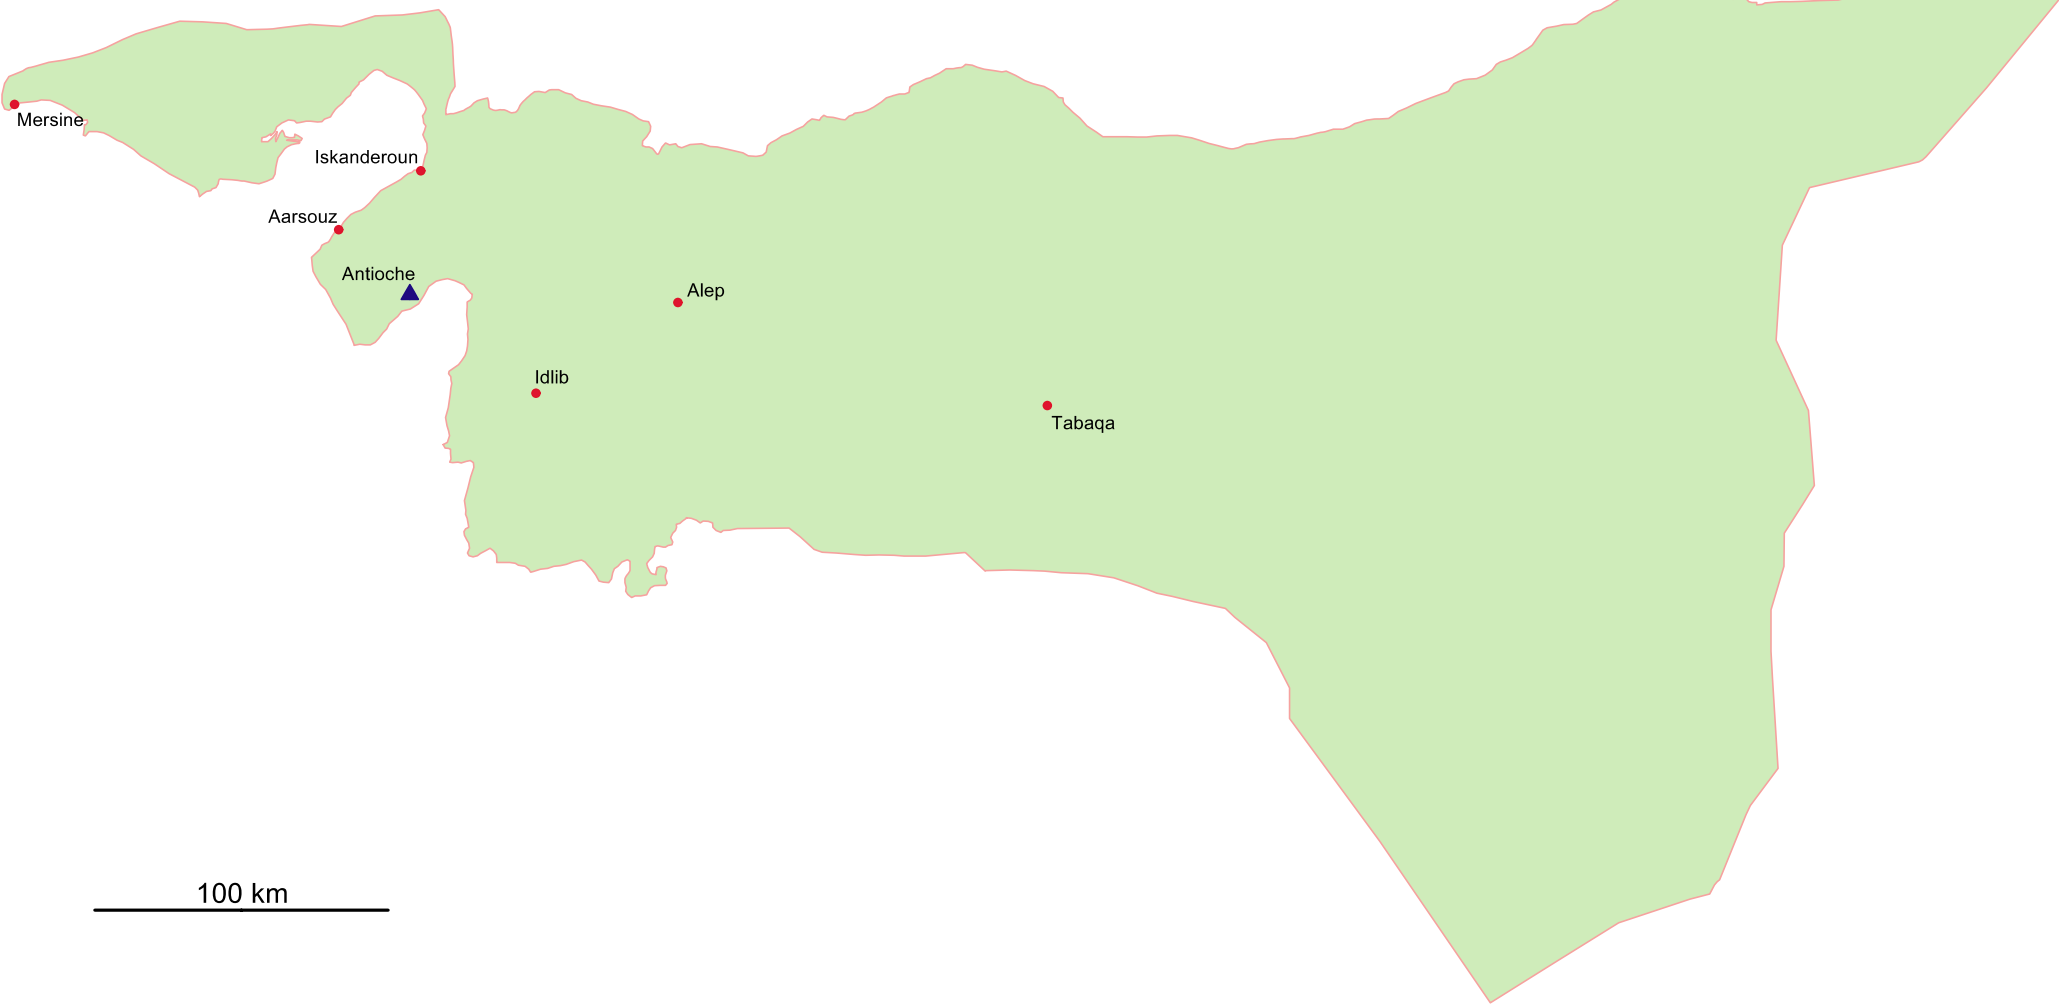 Mersine
Iskanderoun
Aarsouz
Antioche
Alep
Idlib
Tabaqa
100 km